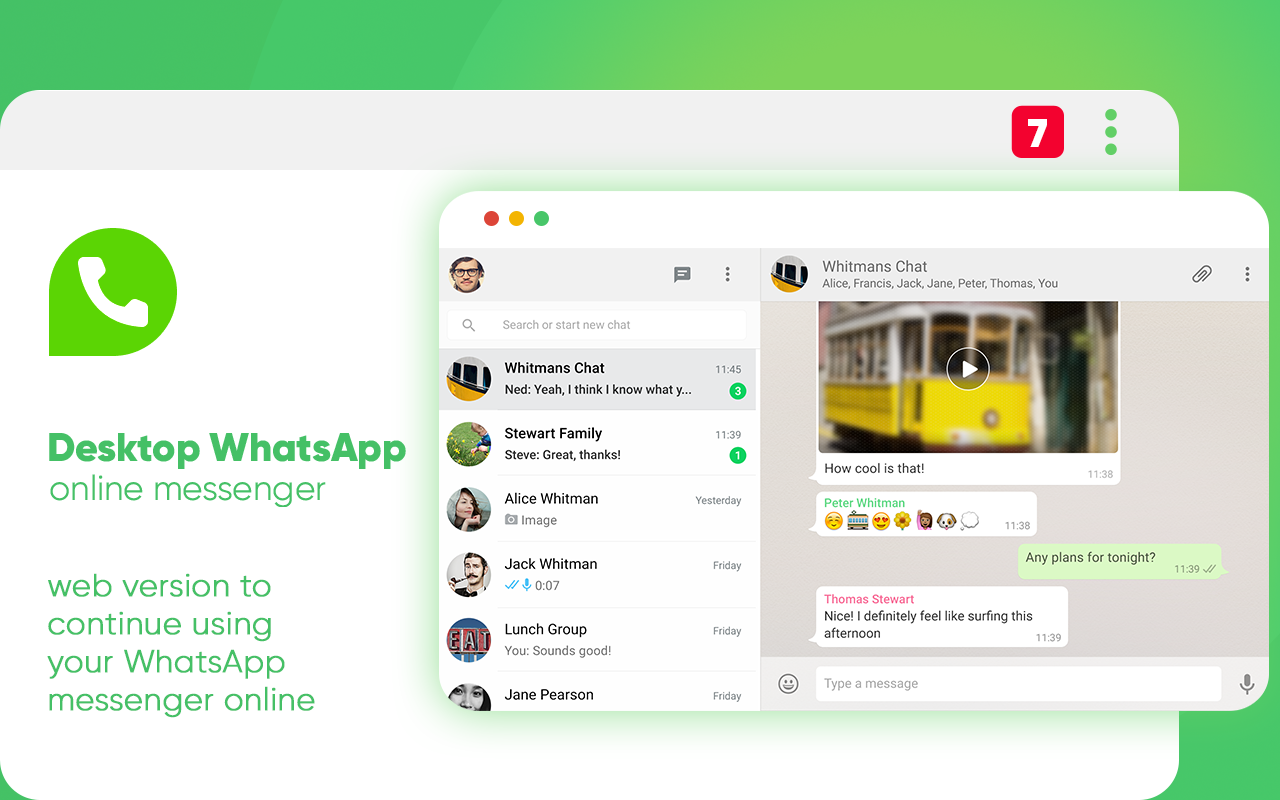 7
Desktop WhatsApp
online messenger
web version to
continue using
your WhatsApp
messenger online
Search or start new chat
Whitmans Chat
11:45
Ned: Yeah, I think I know what y...
3
Stewart Family
11:39
Steve: Great, thanks!
1
Alice Whitman
Yesterday
Image
Jack Whitman
Friday
0:07
EAT
Lunch Group
Friday
You: Sounds good!
Jane Pearson
Friday
Whitmans Chat
Alice, Francis, Jack, Jane, Peter, Thomas, You
How cool is that!
11:38
Peter Whitman
☺️🚋😍🌻🙋🏽🐶💭
11:38
Any plans for tonight?
11:39
Thomas Stewart
Nice! I definitely feel like surfing this
afternoon
11:39
Type a message